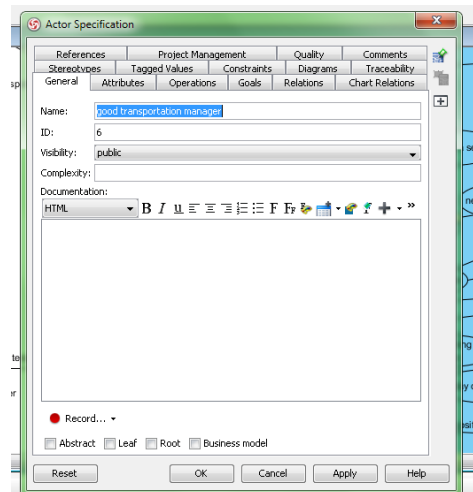 Actor Specification
References Project Management Quality Comments
Stereotypes Tagged Values Constraints Diagrams Traceability
General Attributes Operations Goals Relations Chart Relations
Name: good transportation manager
ID: 6
Visibility: public
Complexity:
Documentation:
HTML B I u F
Record...
Abstract Leaf Root Business model
Reset OK Cancel Apply Help